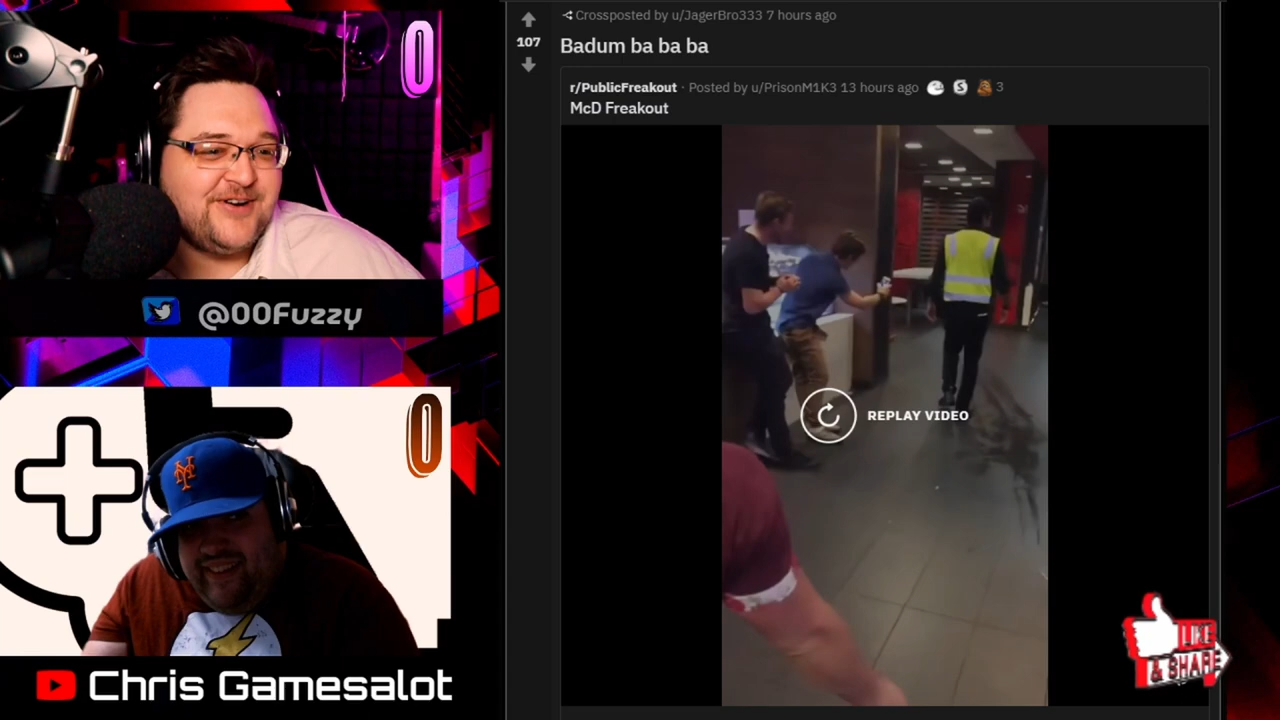 0
@00Fuzzy
NY
0
Chris Gamesalot
107
Crossposted by u/JagerBro333 7 hours ago
Badum ba ba ba
r/PublicFreakout · Posted by u/PrisonM1K3 13 hours ago S 3
McD Freakout
REPLAY VIDEO
LIKE
& SHARE